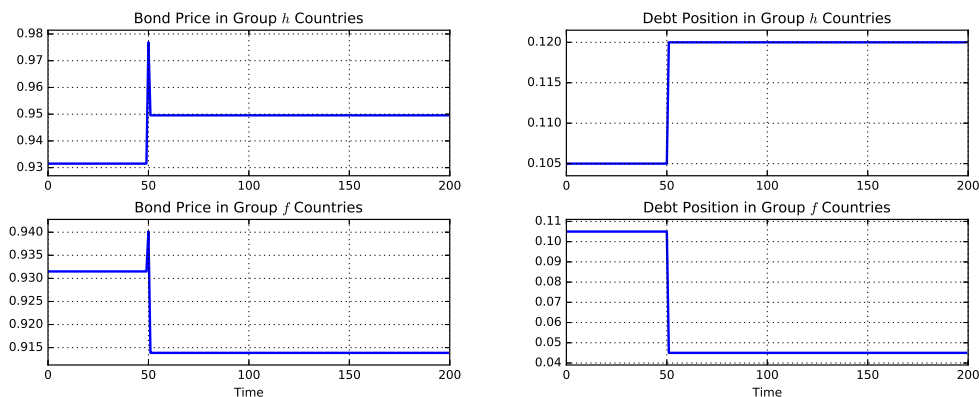 Bond Price in Group h Countries
0.98
0.97
0.96
0.95
0.94
0.93
0 50 100 150 200
Debt Position in Group h Countries
0.120
0.115
0.110
0.105
0 50 100 150 200
Bond Price in Group f Countries
0.940
0.935
0.930
0.925
0.920
0.915
0 50 100 150 200
Time
Debt Position in Group f Countries
0.11
0.10
0.09
0.08
0.07
0.06
0.05
0.04
0 50 100 150 200
Time